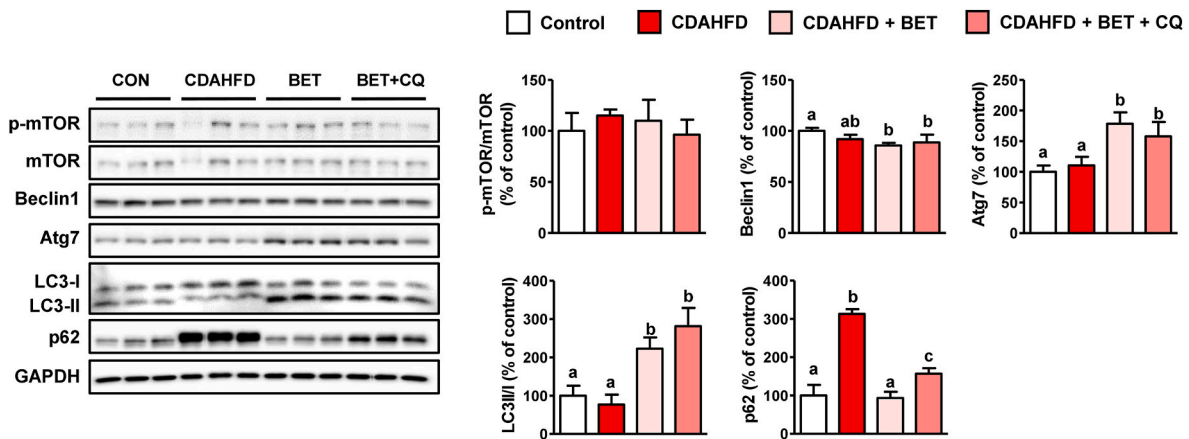 Control CDAHFD CDAHFD + BET CDAHFD + BET + CQ
CON CDAHFD BET BET+CQ
p-mTOR
mTOR
Beclin1
Atg7
LC3-I
LC3-II
p62
GAPDH
p-mTOR/mTOR
(% of control)
150
100
50
0
Beclin1 (% of control)
150
100
50
0
a ab b b
Atg7 (% of control)
250
200
150
100
50
0
a a b b
LC3II/I (% of control)
400
300
200
100
0
a a b b
p62 (% of control)
400
300
200
100
0
a b a c